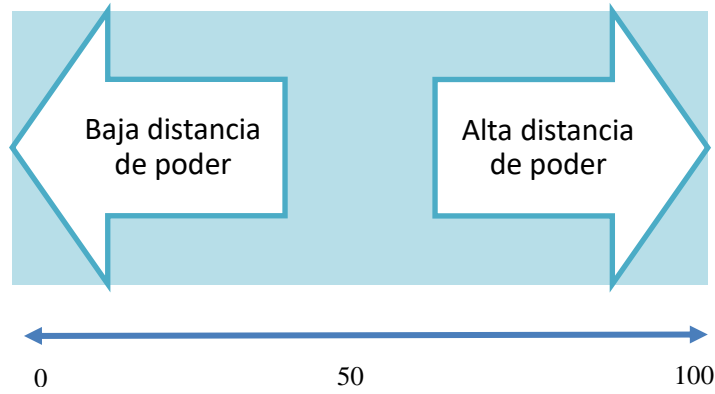 Baja distancia
de poder
Alta distancia
de poder
0 50 100